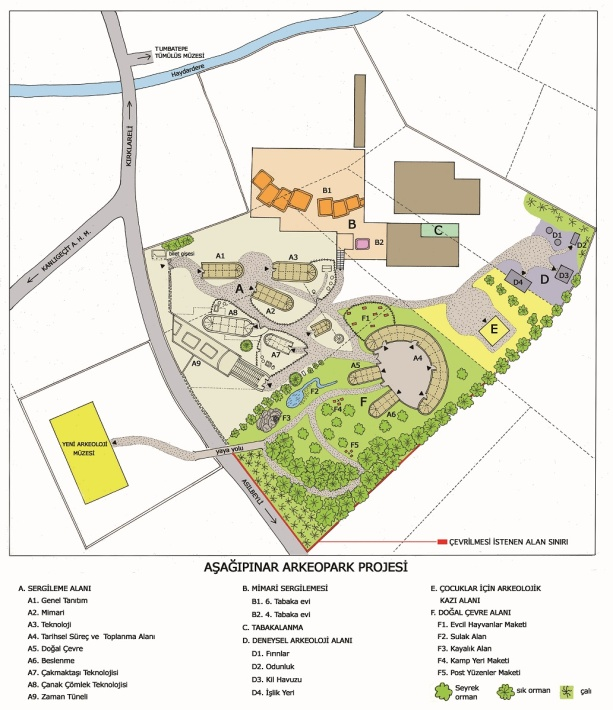 TUMBATEPE
TÜMÜLÜS MÜZESİ
Haydardere
KIRKLARELİ
KANLIGEÇİT A. H. M.
bilet gişesi
B1
B
B2
C
D1
D2
D
D3
D4
E
A1
A3
A
A2
A8
A7
A9
F1
A4
A5
F2
F
F3
F4
A6
F5
YENİ ARKEOLOJİ
MÜZESİ
yaya yolu
ASILBEYLİ
ÇEVRİLMESİ İSTENEN ALAN SINIRI
AŞAĞIPINAR ARKEOPARK PROJESİ
A. SERGİLEME ALANI
A1. Genel Tanıtım
A2. Mimari
A3. Teknoloji
A4. Tarihsel Süreç ve Toplanma Alanı
A5. Doğal Çevre
A6. Beslenme
A7. Çakmaktaşı Teknolojisi
A8. Çanak Çömlek Teknolojisi
A9. Zaman Tüneli
B. MİMARİ SERGİLEMESİ
B1. 6. Tabaka evi
B2. 4. Tabaka evi
C. TABAKALANMA
D. DENEYSEL ARKEOLOJİ ALANI
D1. Fırınlar
D2. Odunluk
D3. Kil Havuzu
D4. İşlik Yeri
E. ÇOCUKLAR İÇİN ARKEOLOJİK
KAZI ALANI
F. DOĞAL ÇEVRE ALANI
F1. Evcil Hayvanlar Maketi
F2. Sulak Alan
F3. Kayalık Alan
F4. Kamp Yeri Maketi
F5. Post Yüzenler Maketi
Seyrek
orman
sık orman
çalı